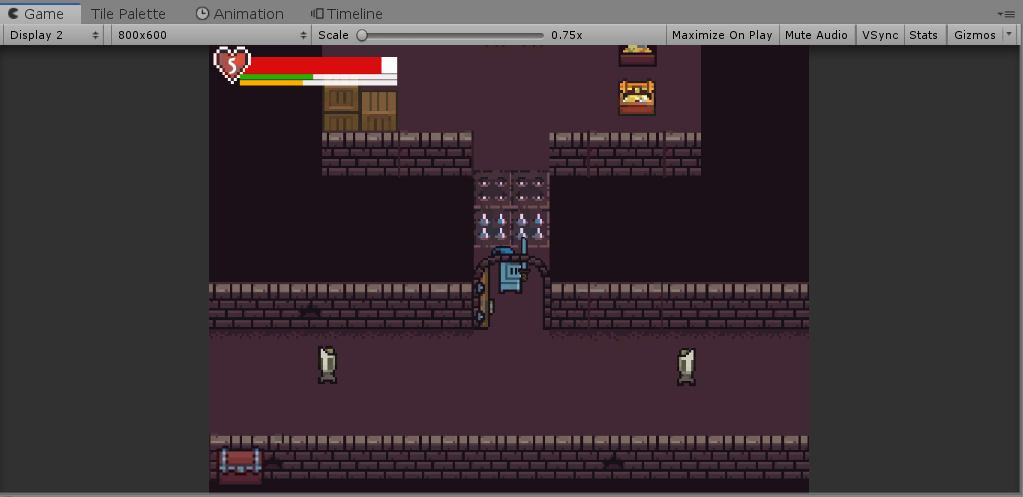 Game Tile Palette Animation Timeline
Display 2 800x600 Scale 0.75x Maximize On Play Mute Audio VSync Stats Gizmos
5